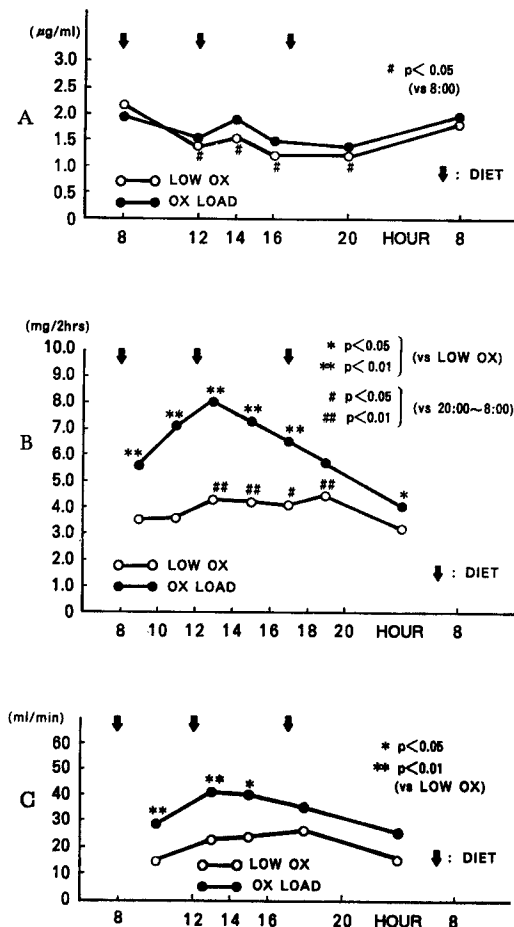 (μg/ml)
3.0
2.5
A
2.0
1.5
1.0
0.5
0
# p< 0.05
(vs 8:00)
# # # #
LOW OX
OX LOAD
: DIET
8 12 14 16 20 HOUR 8
(mg/2hrs)
10.0
9.0
8.0
7.0
B
6.0
5.0
4.0
3.0
2.0
1.0
0
* p<0.05
** p<0.01
(vs LOW OX)
# p<0.05
## p<0.01
(vs 20:00~8:00)
** ** ** ** ** *
## ## # ##
LOW OX
OX LOAD
: DIET
8 10 12 14 16 20 HOUR 8
(ml/min)
60
50
C
40
30
20
10
0
* p<0.05
** p<0.01
(vs LOW OX)
** ** *
LOW OX
OX LOAD
: DIET
8 12 14 16 20 HOUR 8